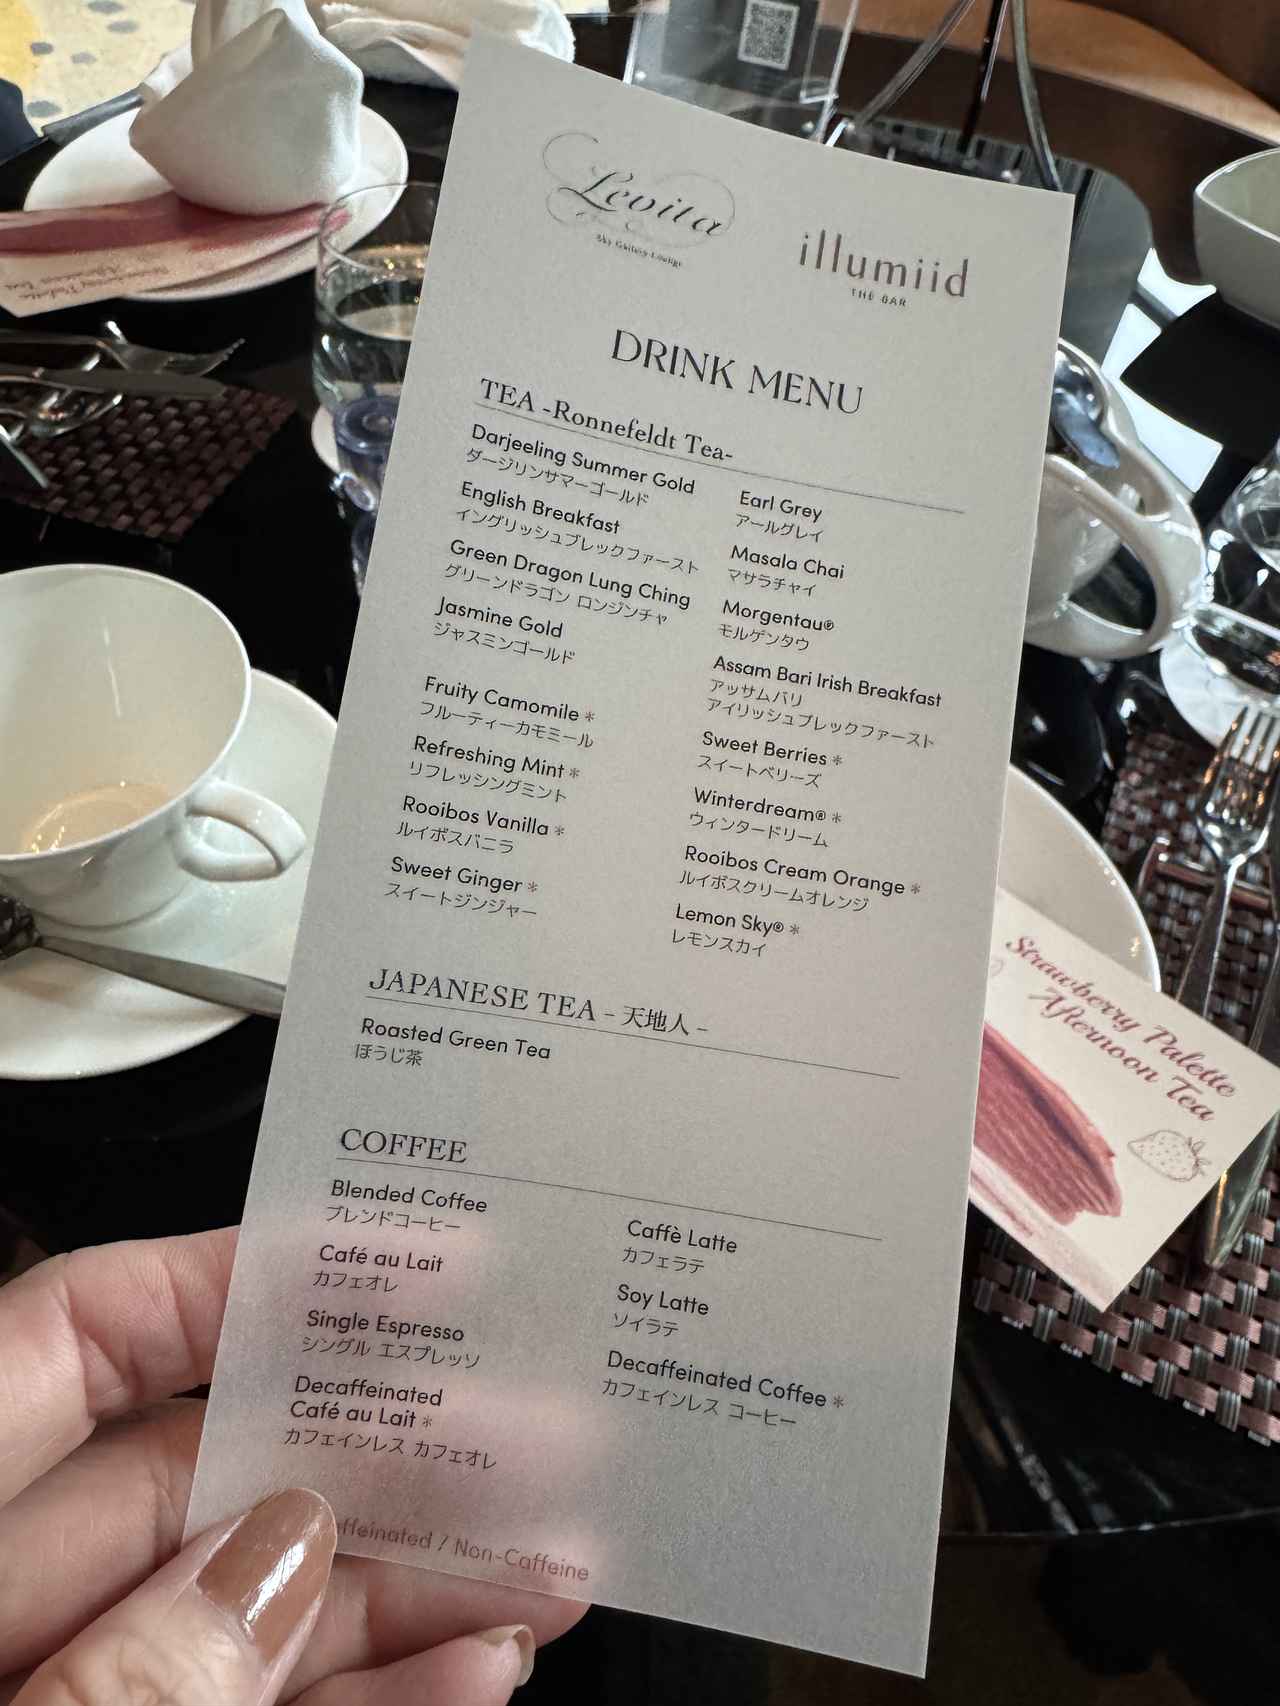 Levita
Sky Gallery Lounge
illumiid
THE BAR
DRINK MENU
TEA -Ronnefeldt Tea-
Darjeeling Summer Gold
ダージリンサマーゴールド
English Breakfast
イングリッシュブレックファースト
Green Dragon Lung Ching
グリーンドラゴン ロンジンチャ
Jasmine Gold
ジャスミンゴールド
Fruity Camomile *
フルーティーカモミール
Refreshing Mint *
リフレッシングミント
Rooibos Vanilla *
ルイボスバニラ
Sweet Ginger *
スイートジンジャー
Earl Grey
アールグレイ
Masala Chai
マサラチャイ
Morgentau®
モルゲンタウ
Assam Bari Irish Breakfast
アッサムバリ
アイリッシュブレックファースト
Sweet Berries *
スイートベリーズ
Winterdream® *
ウィンタードリーム
Rooibos Cream Orange *
ルイボスクリームオレンジ
Lemon Sky® *
レモンスカイ
JAPANESE TEA - 天地人 -
Roasted Green Tea
ほうじ茶
COFFEE
Blended Coffee
ブレンドコーヒー
Café au Lait
カフェオレ
Single Espresso
シングル エスプレッソ
Decaffeinated
Café au Lait *
カフェインレス カフェオレ
Caffè Latte
カフェラテ
Soy Latte
ソイラテ
Decaffeinated Coffee *
カフェインレス コーヒー
ffeinated / Non-Caffeine
Strawberry Palette
Afternoon Tea